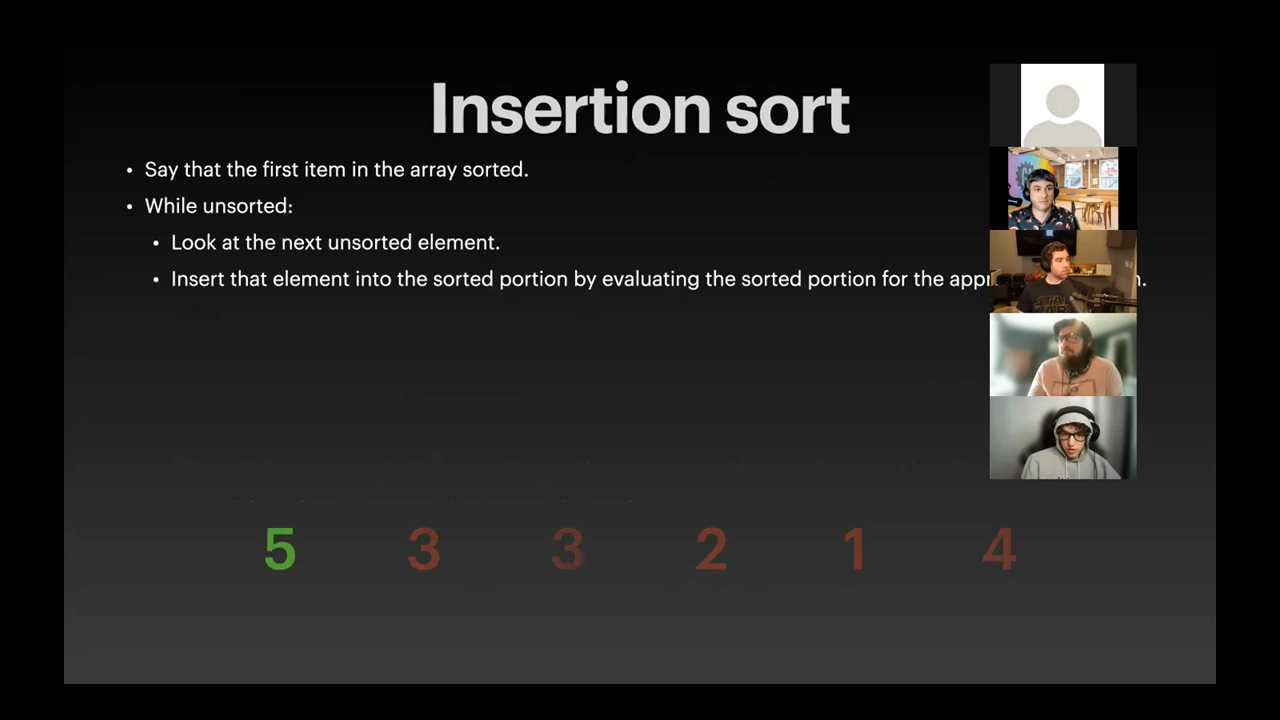 Insertion sort
• Say that the first item in the array sorted.
• While unsorted:
• Look at the next unsorted element.
• Insert that element into the sorted portion by evaluating the sorted portion for the
5 3 3 2 1 4